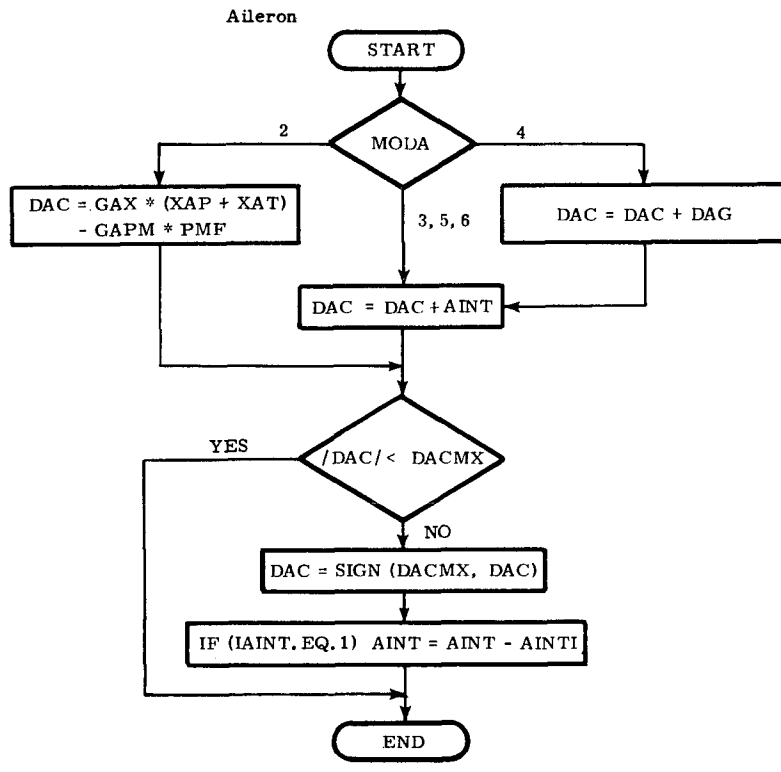 Aileron
START
MODA
2
4
DAC = GAX * (XAP + XAT)
- GAPM * PMF
3, 5, 6
DAC = DAC + DAG
DAC = DAC + AINT
YES
/DAC/ < DACMX
NO
DAC = SIGN (DACMX, DAC)
IF (IAINT. EQ. 1) AINT = AINT - AINTI
END